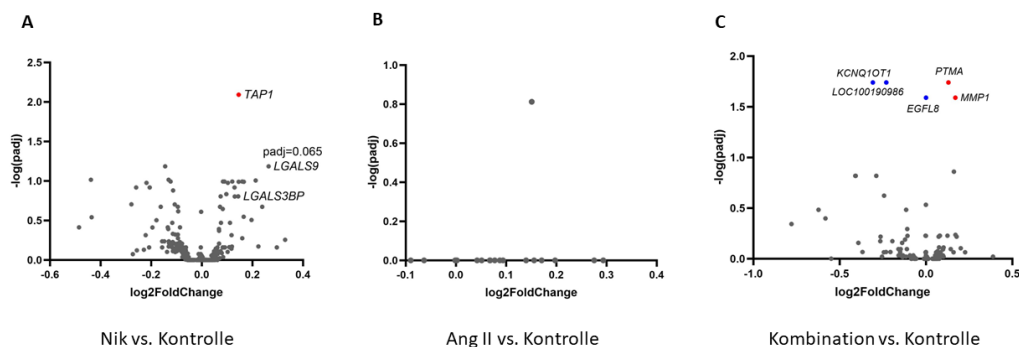 A
B
C
2.5
2.0
1.5
1.0
0.5
0.0
-0.6
-0.4
-0.2
0.0
0.2
0.4
0.6
-log(padj)
log2FoldChange
TAP1
padj=0.065
LGALS9
LGALS3BP
Nik vs. Kontrolle
1.0
0.8
0.6
0.4
0.2
0.0
-0.1
0.0
0.1
0.2
0.3
0.4
-log(padj)
log2FoldChange
Ang II vs. Kontrolle
2.0
1.5
1.0
0.5
0.0
-1.0
-0.5
0.0
0.5
-log(padj)
log2FoldChange
KCNQ1OT1
LOC100190986
PTMA
MMP1
EGFL8
Kombination vs. Kontrolle